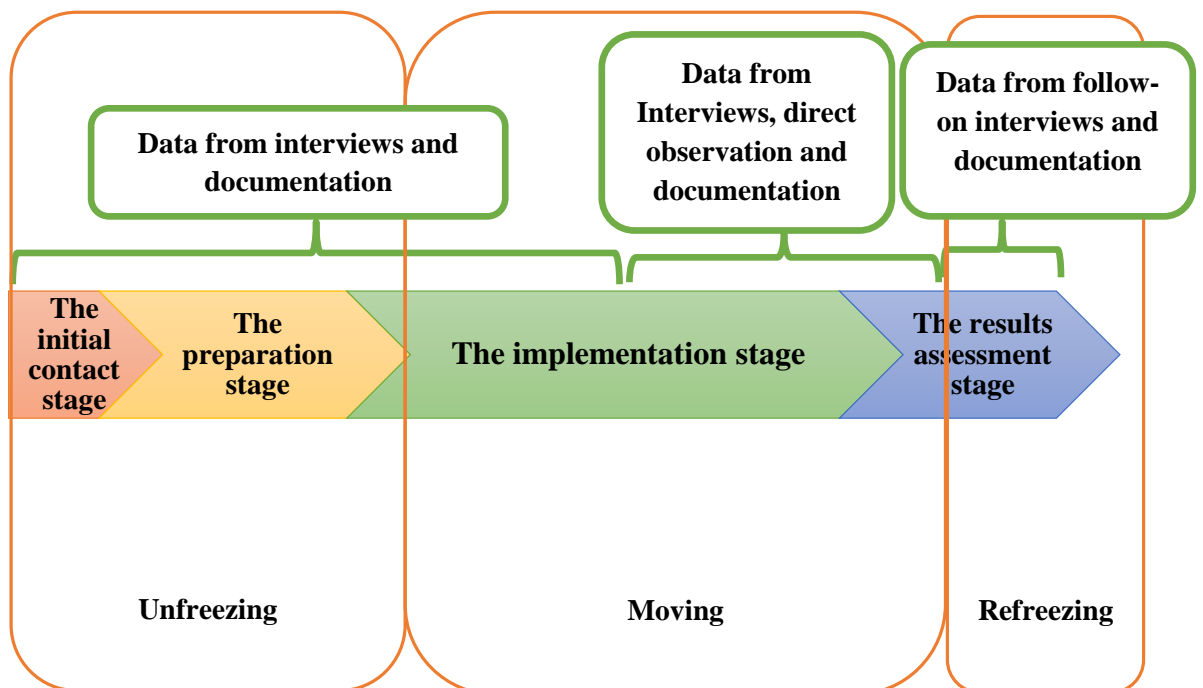 Data from interviews and
documentation
Data from
Interviews, direct
observation and
documentation
Data from follow-
on interviews and
documentation
The
initial
contact
stage
The
preparation
stage
The implementation stage
The results
assessment
stage
Unfreezing
Moving
Refreezing